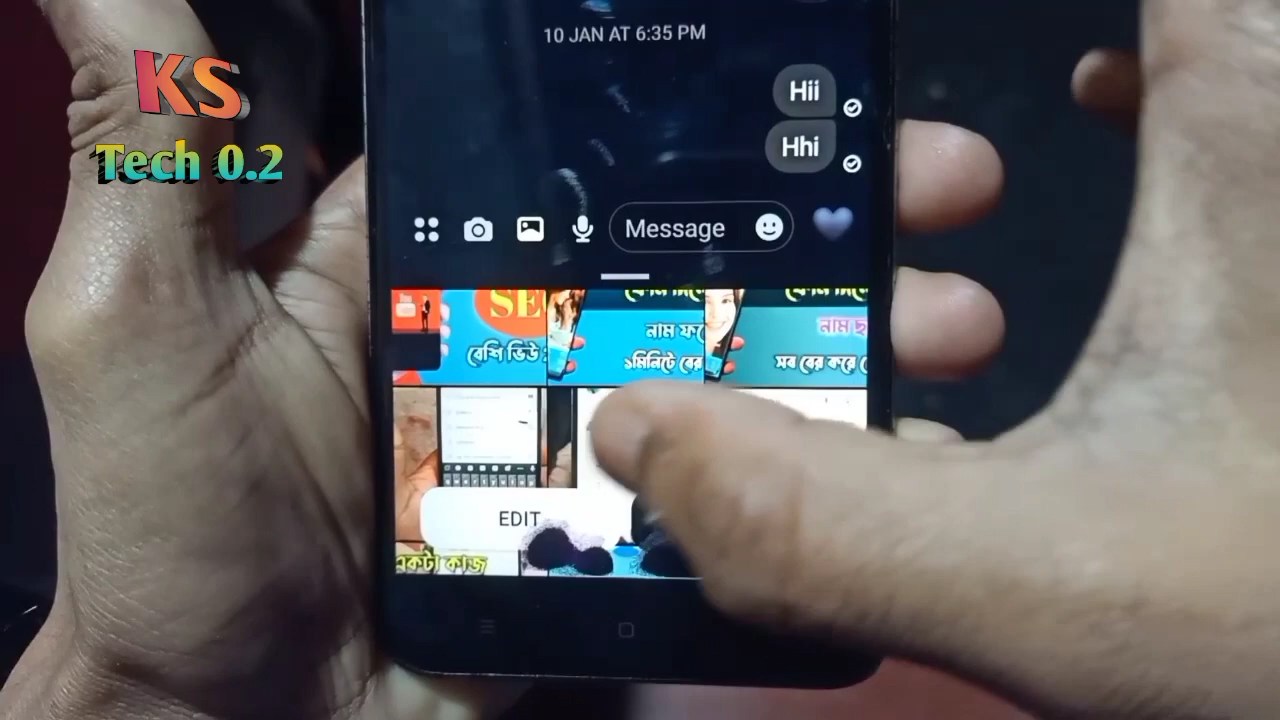 KS
Tech 0.2
10 JAN AT 6:35 PM
Hii
Hhi
Message
বেশি ভিউ
নাম
১মিনিটে বের
সব বের করে
EDIT
একটা কাজ